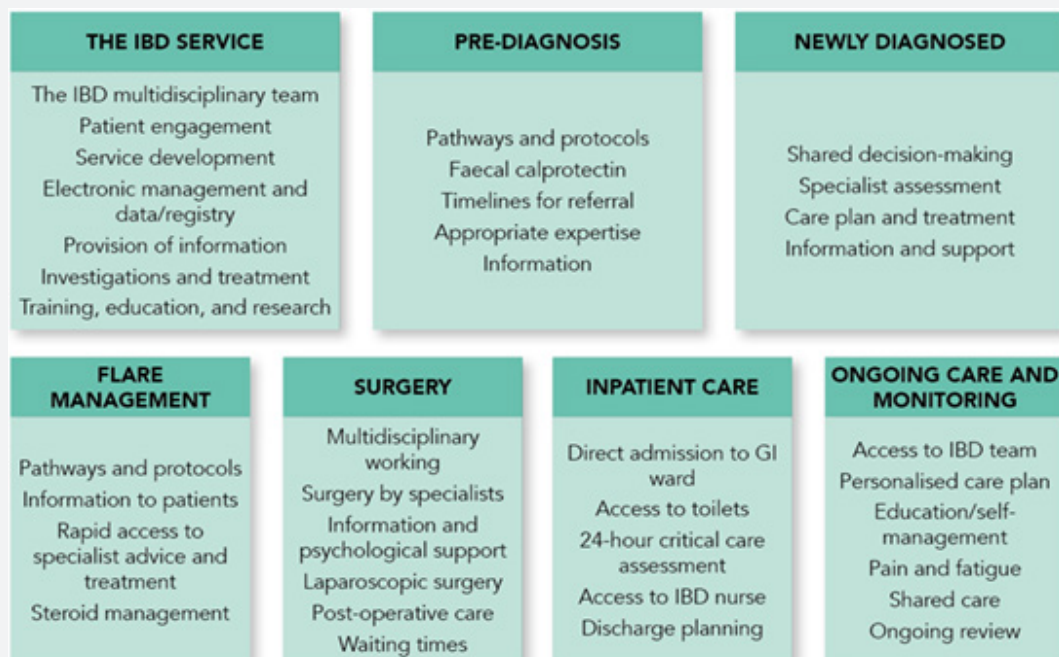 THE IBD SERVICE
The IBD multidisciplinary team
Patient engagement
Service development
Electronic management and
data/registry
Provision of information
Investigations and treatment
Training, education, and research
PRE-DIAGNOSIS
Pathways and protocols
Faecal calprotectin
Timelines for referral
Appropriate expertise
Information
NEWLY DIAGNOSED
Shared decision-making
Specialist assessment
Care plan and treatment
Information and support
FLARE
MANAGEMENT
Pathways and protocols
Information to patients
Rapid access to
specialist advice and
treatment
Steroid management
SURGERY
Multidisciplinary
working
Surgery by specialists
Information and
psychological support
Laparoscopic surgery
Post-operative care
Waiting times
INPATIENT CARE
Direct admission to GI
ward
Access to toilets
24-hour critical care
assessment
Access to IBD nurse
Discharge planning
ONGOING CARE AND
MONITORING
Access to IBD team
Personalised care plan
Education/self-
management
Pain and fatigue
Shared care
Ongoing review